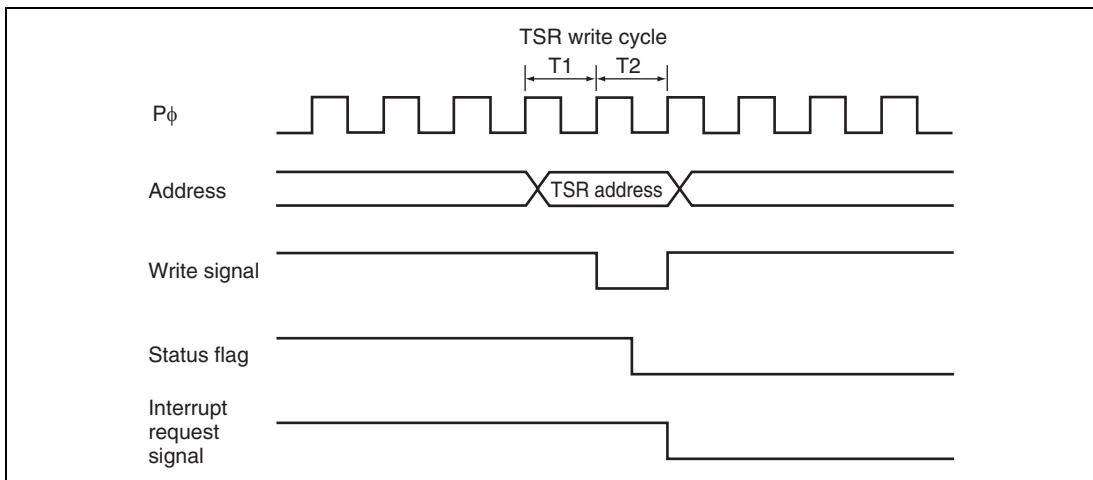 TSR write cycle
T1 T2
Pϕ
Address
TSR address
Write signal
Status flag
Interrupt
request
signal